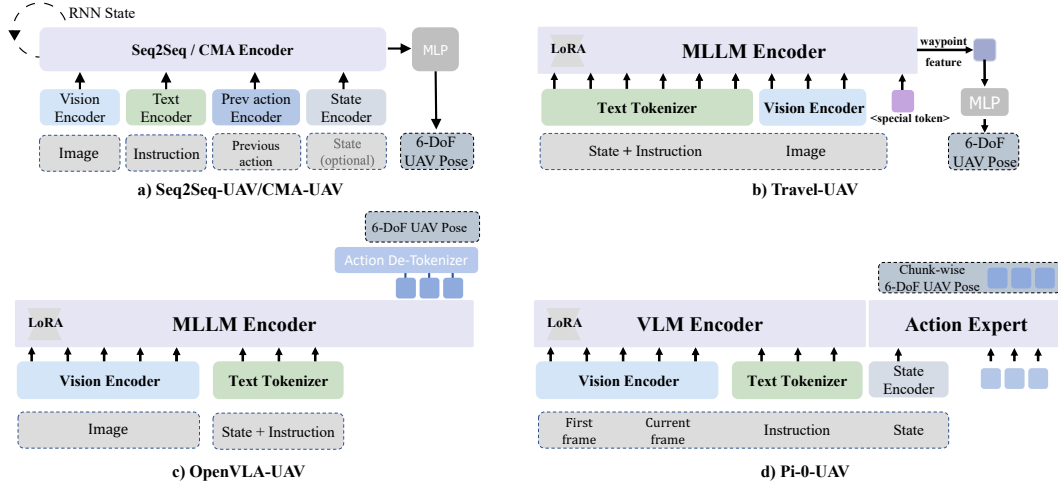 RNN State
Seq2Seq / CMA Encoder
MLP
Vision
Encoder
Text
Encoder
Prev action
Encoder
State
Encoder
Image
Instruction
Previous
action
State
(optional)
6-DoF
UAV Pose
a) Seq2Seq-UAV/CMA-UAV
LoRA
MLLM Encoder
waypoint
feature
Text Tokenizer
Vision Encoder
<special token>
MLP
State + Instruction
Image
6-DoF
UAV Pose
b) Travel-UAV
6-DoF UAV Pose
Action De-Tokenizer
LoRA
MLLM Encoder
Vision Encoder
Text Tokenizer
Image
State + Instruction
c) OpenVLA-UAV
Chunk-wise
6-DoF UAV Pose
LoRA
VLM Encoder
Action Expert
Vision Encoder
Text Tokenizer
State
Encoder
First
frame
Current
frame
Instruction
State
d) Pi-0-UAV